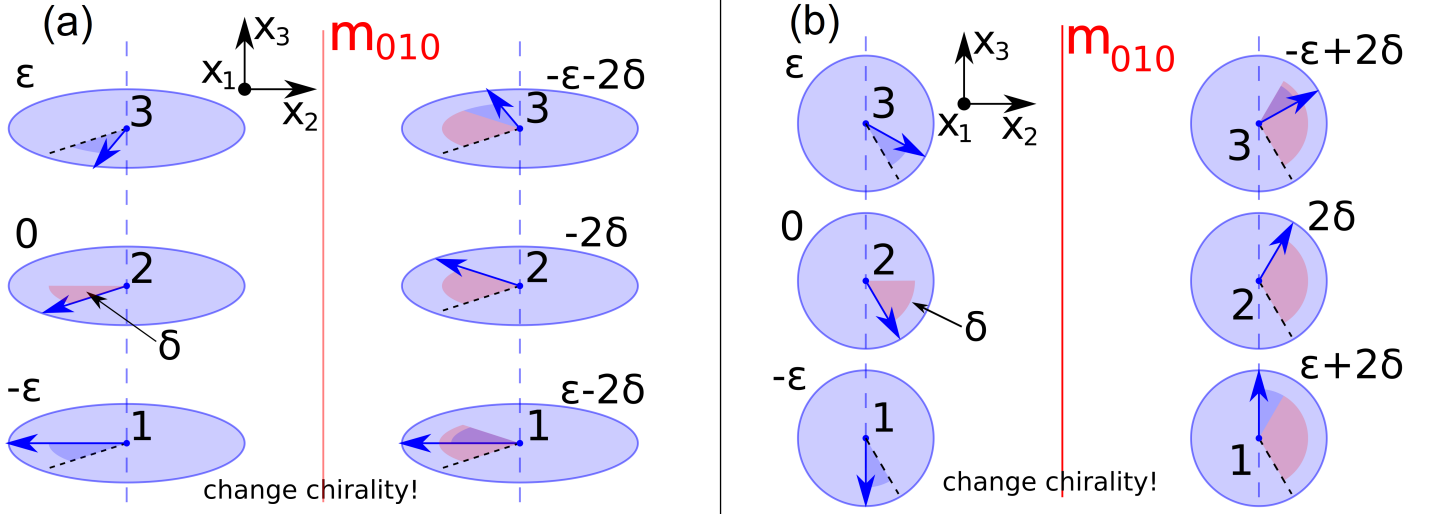 (a)
x3
m010
x1
x2
ε
3
-ε-2δ
3
0
2
-2δ
2
δ
-ε
1
ε-2δ
1
change chirality!
(b)
x3
m010
x1
x2
ε
3
-ε+2δ
3
0
2
2δ
2
δ
-ε
1
ε+2δ
1
change chirality!